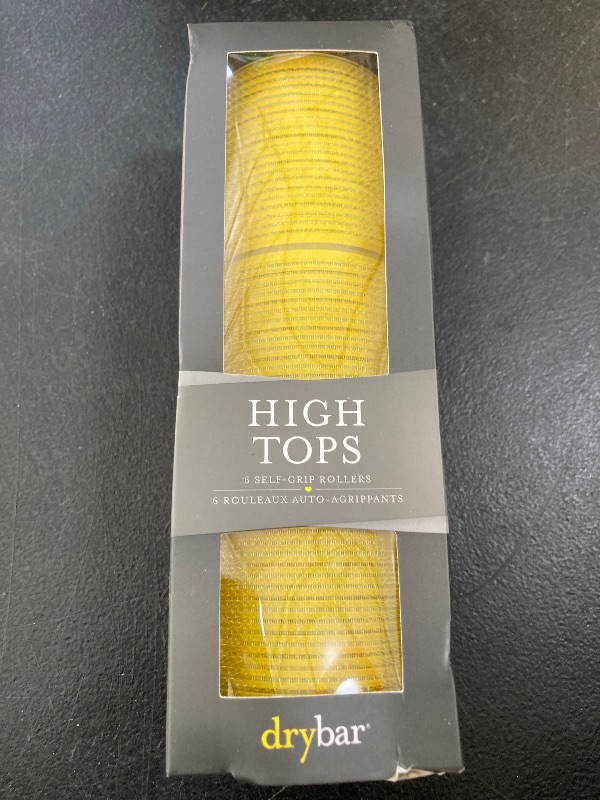 HIGH
TOPS
6 SELF-GRIP ROLLERS
6 ROULEAUX AUTO-AGRIPPANTS
drybar®